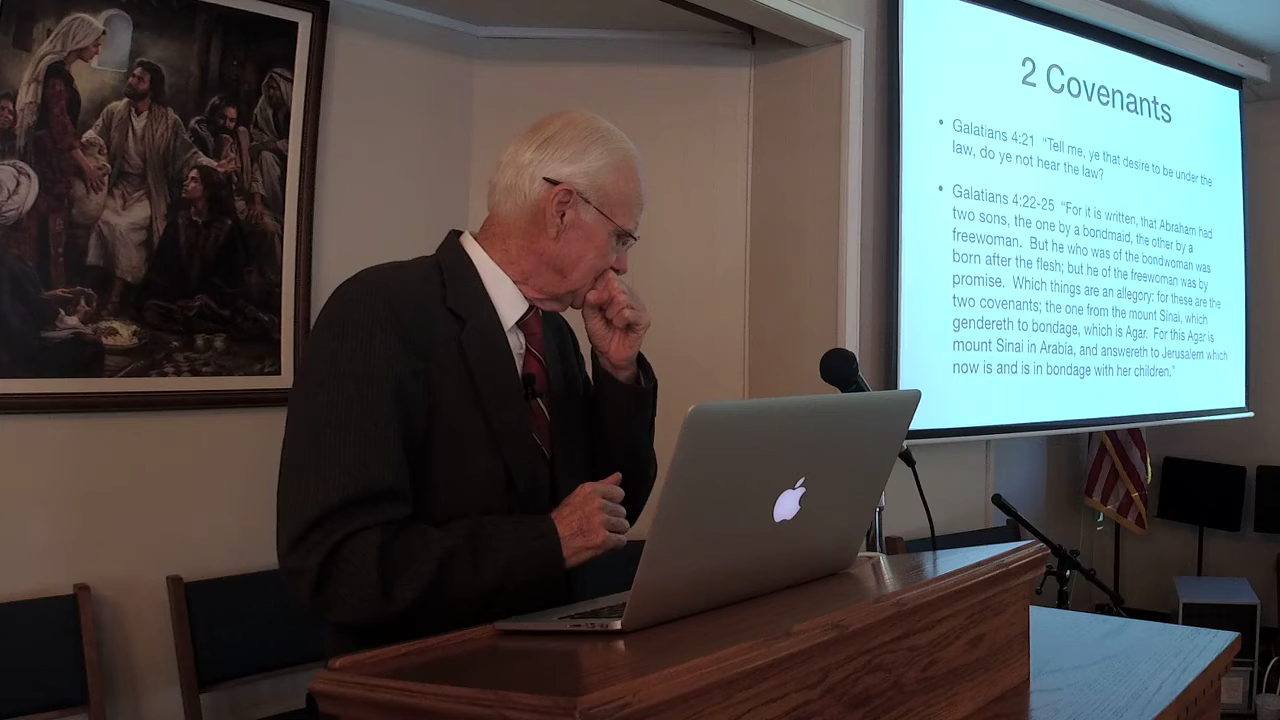 2 Covenants
• Galatians 4:21 "Tell me, ye that desire to be under the
law, do ye not hear the law?
• Galatians 4:22-25 "For it is written, that Abraham had
two sons, the one by a bondmaid, the other by a
freewoman. But he who was of the bondwoman was
born after the flesh; but he of the freewoman was by
promise. Which things are an allegory: for these are the
two covenants; the one from the mount Sinai, which
gendereth to bondage, which is Agar. For this Agar is
mount Sinai in Arabia, and answereth to Jerusalem which
now is and is in bondage with her children."